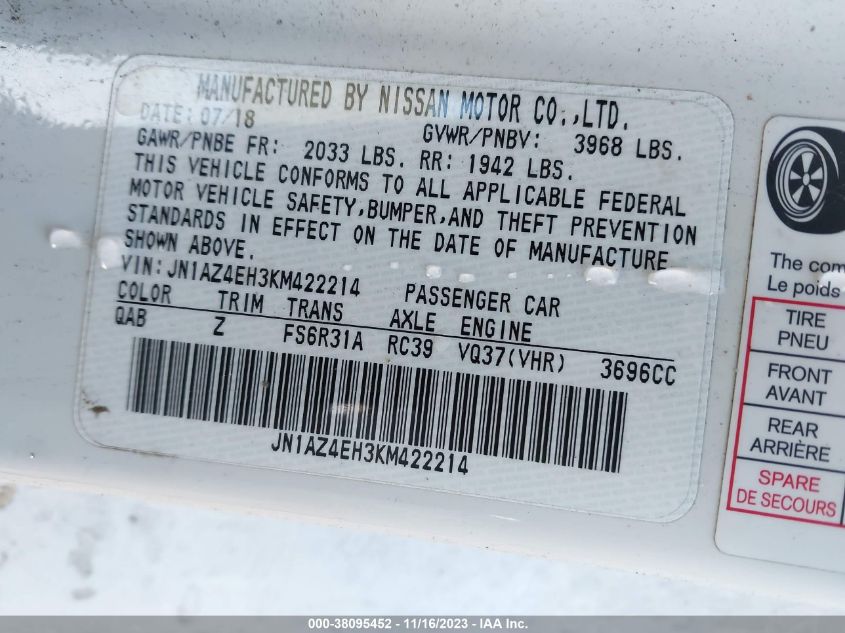 MANUFACTURED BY NISSAN MOTOR CO.,LTD.
DATE: 07/18 GVWR/PNBV: 3968 LBS.
GAWR/PNBE FR: 2033 LBS. RR: 1942 LBS.
THIS VEHICLE CONFORMS TO ALL APPLICABLE FEDERAL
MOTOR VEHICLE SAFETY,BUMPER,AND THEFT PREVENTION
STANDARDS IN EFFECT ON THE DATE OF MANUFACTURE
SHOWN ABOVE.
VIN:JN1AZ4EH3KM422214 PASSENGER CAR
COLOR TRIM TRANS AXLE ENGINE
QAB Z FS6R31A RC39 VQ37(VHR) 3696CC
JN1AZ4EH3KM422214
The com
Le poids
TIRE
PNEU
FRONT
AVANT
REAR
ARRIÈRE
SPARE
DE SECOURS
000-38095452 - 11/16/2023 - IAA Inc.